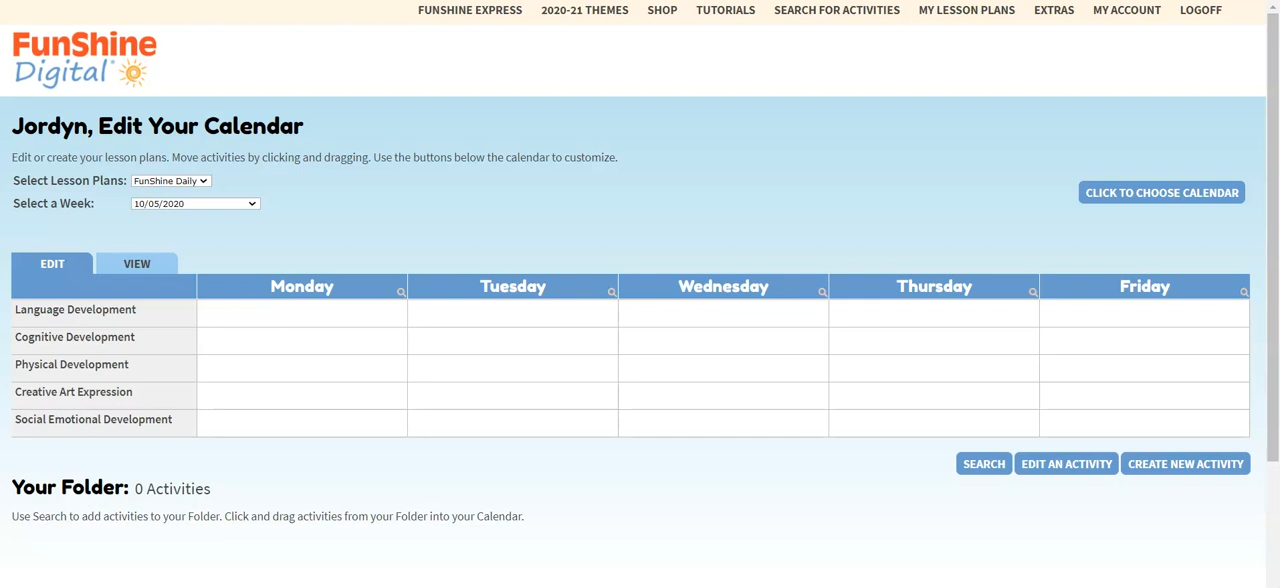 FUNSHINE EXPRESS 2020-21 THEMES SHOP TUTORIALS SEARCH FOR ACTIVITIES MY LESSON PLANS EXTRAS MY ACCOUNT LOGOFF
FunShine
Digital
Jordyn, Edit Your Calendar
Edit or create your lesson plans. Move activities by clicking and dragging. Use the buttons below the calendar to customize.
Select Lesson Plans: FunShine Daily
CLICK TO CHOOSE CALENDAR
Select a Week: 10/05/2020
EDIT VIEW
Monday Tuesday Wednesday Thursday Friday
Language Development
Cognitive Development
Physical Development
Creative Art Expression
Social Emotional Development
SEARCH EDIT AN ACTIVITY CREATE NEW ACTIVITY
Your Folder: 0 Activities
Use Search to add activities to your Folder. Click and drag activities from your Folder into your Calendar.